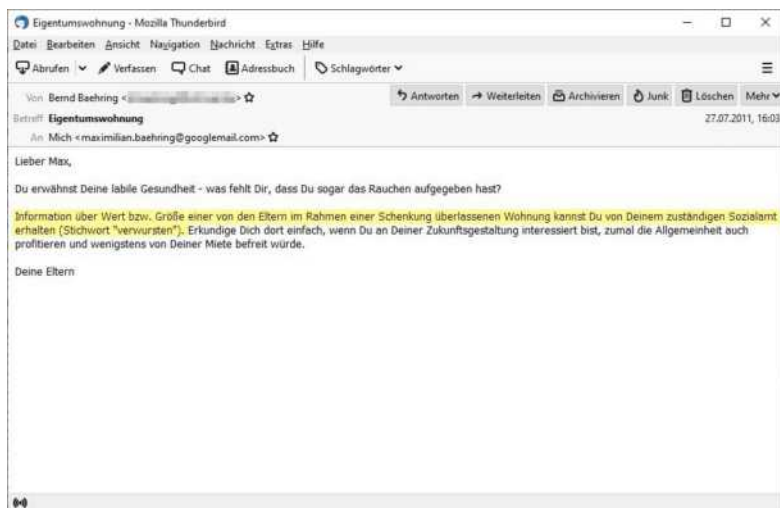 Eigentumswohnung - Mozilla Thunderbird
Datei Bearbeiten Ansicht Navigation Nachricht Extras Hilfe
Abrufen Verfassen Chat Adressbuch Schlagwörter
Von Bernd Baehring < > Antworten Weiterleiten Archivieren Junk Löschen Mehr
Betreff Eigentumswohnung 27.07.2011, 16:03
An Mich <maximilian.baehring@googlemail.com>
Lieber Max,
Du erwähnst Deine labile Gesundheit - was fehlt Dir, dass Du sogar das Rauchen aufgegeben hast?
Information über Wert bzw. Größe einer von den Eltern im Rahmen einer Schenkung überlassenen Wohnung kannst Du von Deinem zuständigen Sozialamt
erhalten (Stichwort "verwursten"). Erkundige Dich dort einfach, wenn Du an Deiner Zukunftsgestaltung interessiert bist, zumal die Allgemeinheit auch
profitieren und wenigstens von Deiner Miete befreit würde.
Deine Eltern